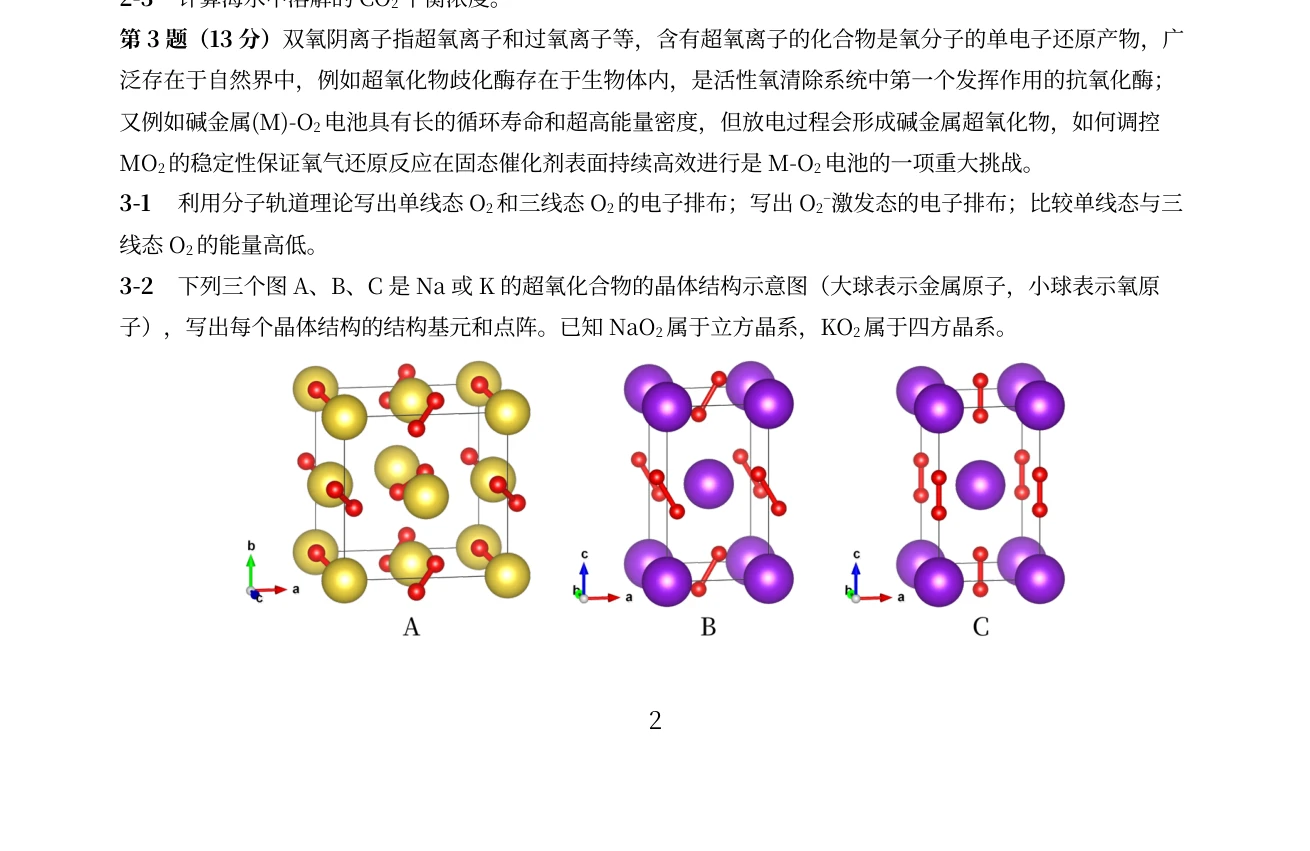 2-3 计算海水中溶解的 CO₂ 平衡浓度。
第 3 题（13 分）双氧阴离子指超氧离子和过氧离子等，含有超氧离子的化合物是氧分子的单电子还原产物，广
泛存在于自然界中，例如超氧化物歧化酶存在于生物体内，是活性氧清除系统中第一个发挥作用的抗氧化酶；
又例如碱金属(M)-O₂ 电池具有长的循环寿命和超高能量密度，但放电过程会形成碱金属超氧化物，如何调控
MO₂ 的稳定性保证氧气还原反应在固态催化剂表面持续高效进行是 M-O₂ 电池的一项重大挑战。
3-1 利用分子轨道理论写出单线态 O₂ 和三线态 O₂ 的电子排布；写出 O₂⁻激发态的电子排布；比较单线态与三
线态 O₂ 的能量高低。
3-2 下列三个图 A、B、C 是 Na 或 K 的超氧化合物的晶体结构示意图（大球表示金属原子，小球表示氧原
子），写出每个晶体结构的结构基元和点阵。已知 NaO₂ 属于立方晶系，KO₂ 属于四方晶系。
b
a
c
c
b
a
c
b
a
A
B
C
2